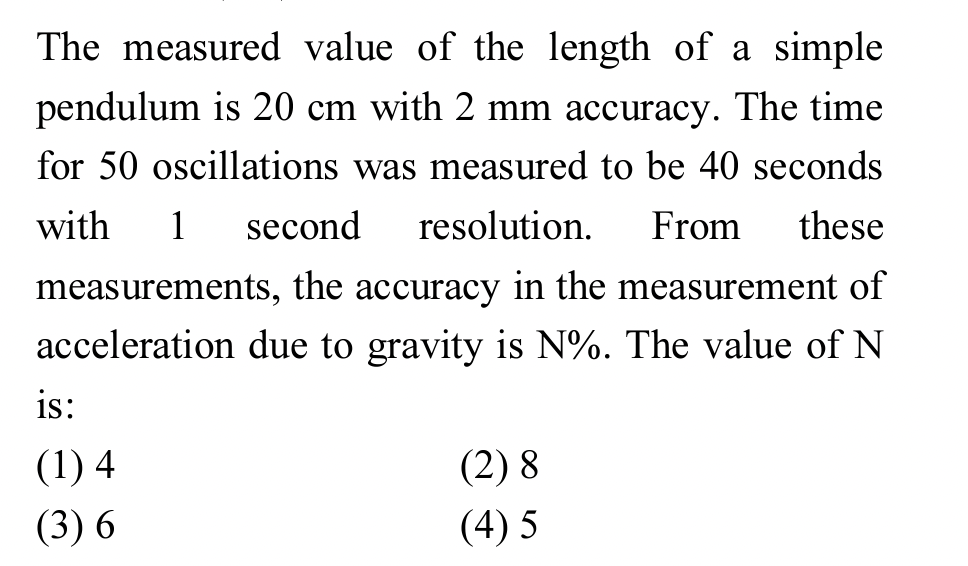 The measured value of the length of a simple
pendulum is 20 cm with 2 mm accuracy. The time
for 50 oscillations was measured to be 40 seconds
with 1 second resolution. From these
measurements, the accuracy in the measurement of
acceleration due to gravity is N%. The value of N
is:
(1) 4 (2) 8
(3) 6 (4) 5